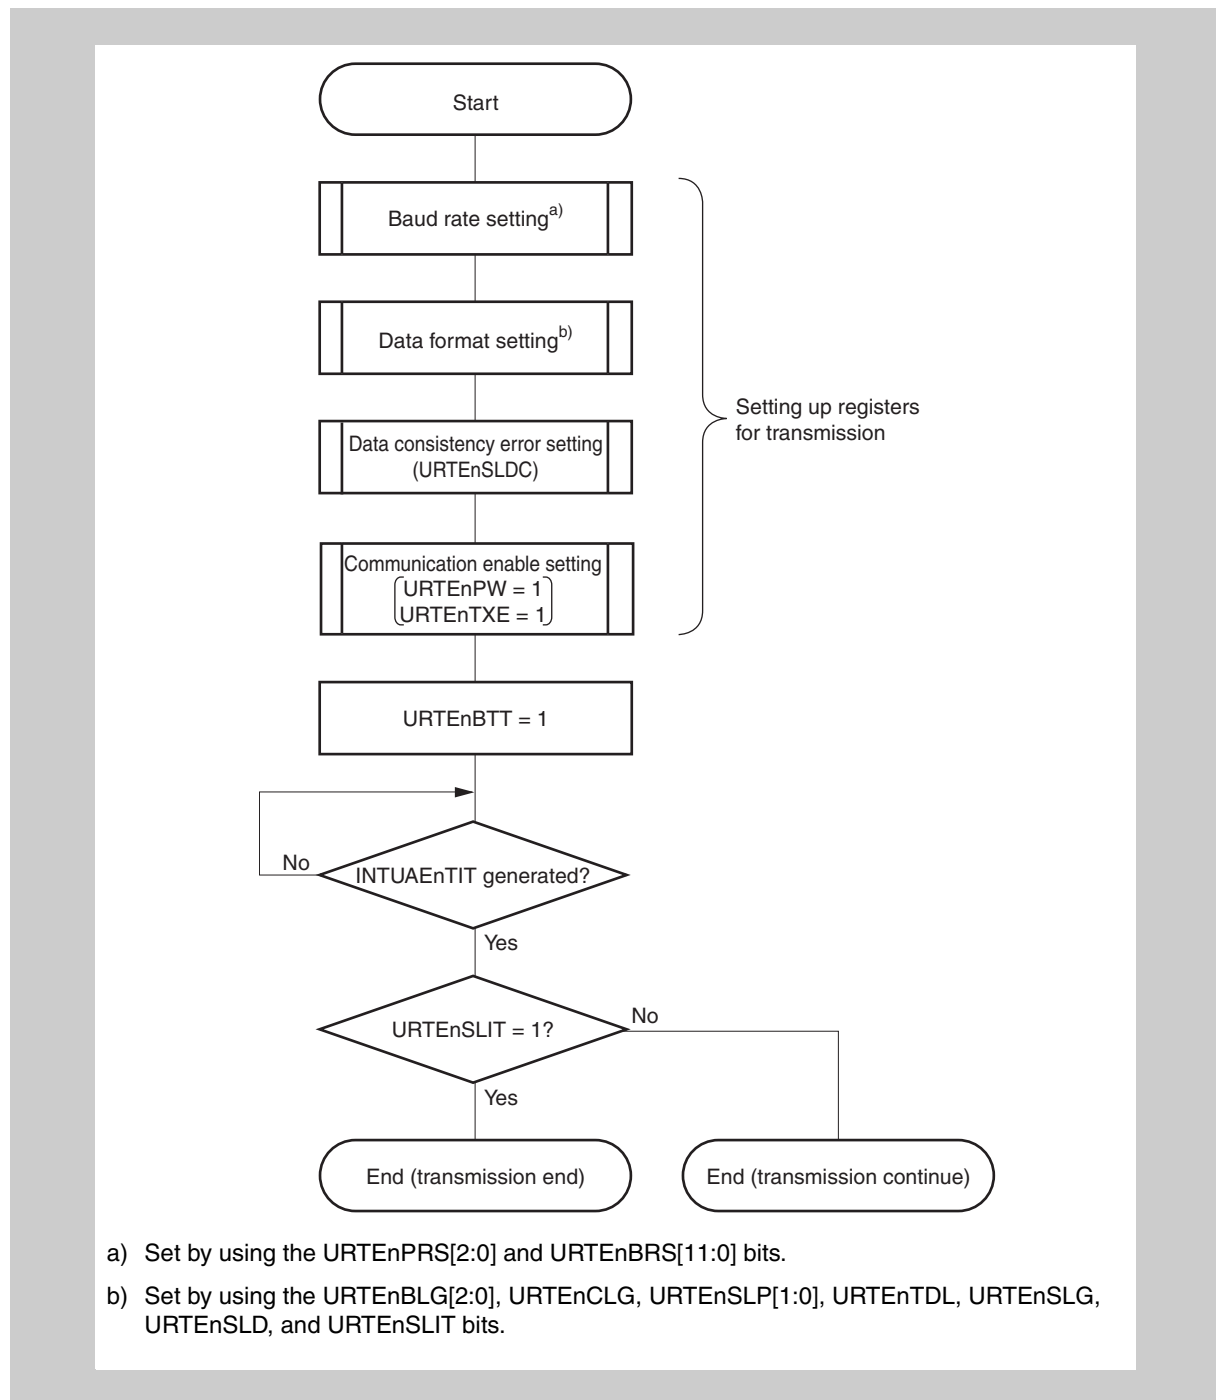 Start
Baud rate setting a)
Data format setting b)
Data consistency error setting
(URTEnSLDC)
Communication enable setting
URTEnPW = 1
URTEnTXE = 1
Setting up registers
for transmission
URTEnBTT = 1
No
INTUAEnTIT generated?
Yes
URTEnSLIT = 1?
No
Yes
End (transmission end)
End (transmission continue)
a) Set by using the URTEnPRS[2:0] and URTEnBRS[11:0] bits.
b) Set by using the URTEnBLG[2:0], URTEnCLG, URTEnSLP[1:0], URTEnTDL, URTEnSLG,
URTEnSLD, and URTEnSLIT bits.